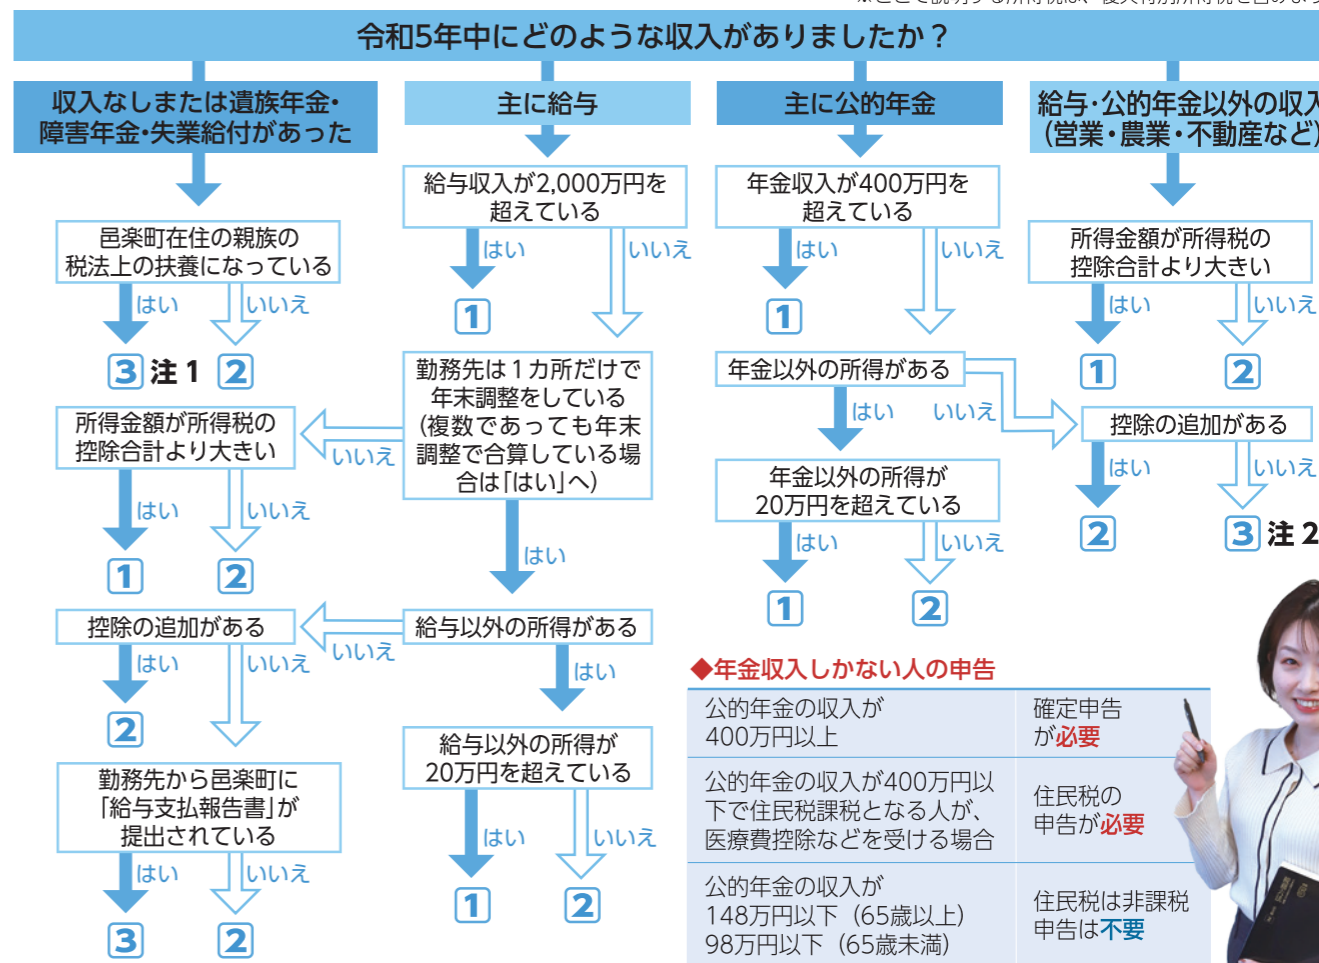 令和5年中にどのような収入がありましたか？
収入なしまたは遺族年金・
障害年金・失業給付があった
邑楽町在住の親族の
税法上の扶養になっている
はい
いいえ
3 注1
2
主に給与
給与収入が2,000万円を
超えている
はい
いいえ
1
勤務先は1カ所だけで
年末調整をしている
(複数であっても年末
調整で合算している場
合は「はい」へ)
いいえ
はい
所得金額が所得税の
控除合計より大きい
はい
いいえ
1
2
給与以外の所得がある
いいえ
はい
控除の追加がある
はい
いいえ
2
勤務先から邑楽町に
「給与支払報告書」が
提出されている
はい
いいえ
3
2
給与以外の所得が
20万円を超えている
はい
いいえ
1
2
主に公的年金
年金収入が400万円を
超えている
はい
いいえ
1
年金以外の所得がある
はい
いいえ
年金以外の所得が
20万円を超えている
はい
いいえ
1
2
給与・公的年金以外の収入
(営業・農業・不動産など)
所得金額が所得税の
控除合計より大きい
はい
いいえ
1
2
控除の追加がある
はい
いいえ
2
3 注2
◆年金収入しかない人の申告
公的年金の収入が
400万円以上
確定申告
が必要
公的年金の収入が400万円以
下で住民税課税となる人が、
医療費控除などを受ける場合
住民税の
申告が必要
公的年金の収入が
148万円以下（65歳以上）
98万円以下（65歳未満）
住民税は非課税
申告は不要